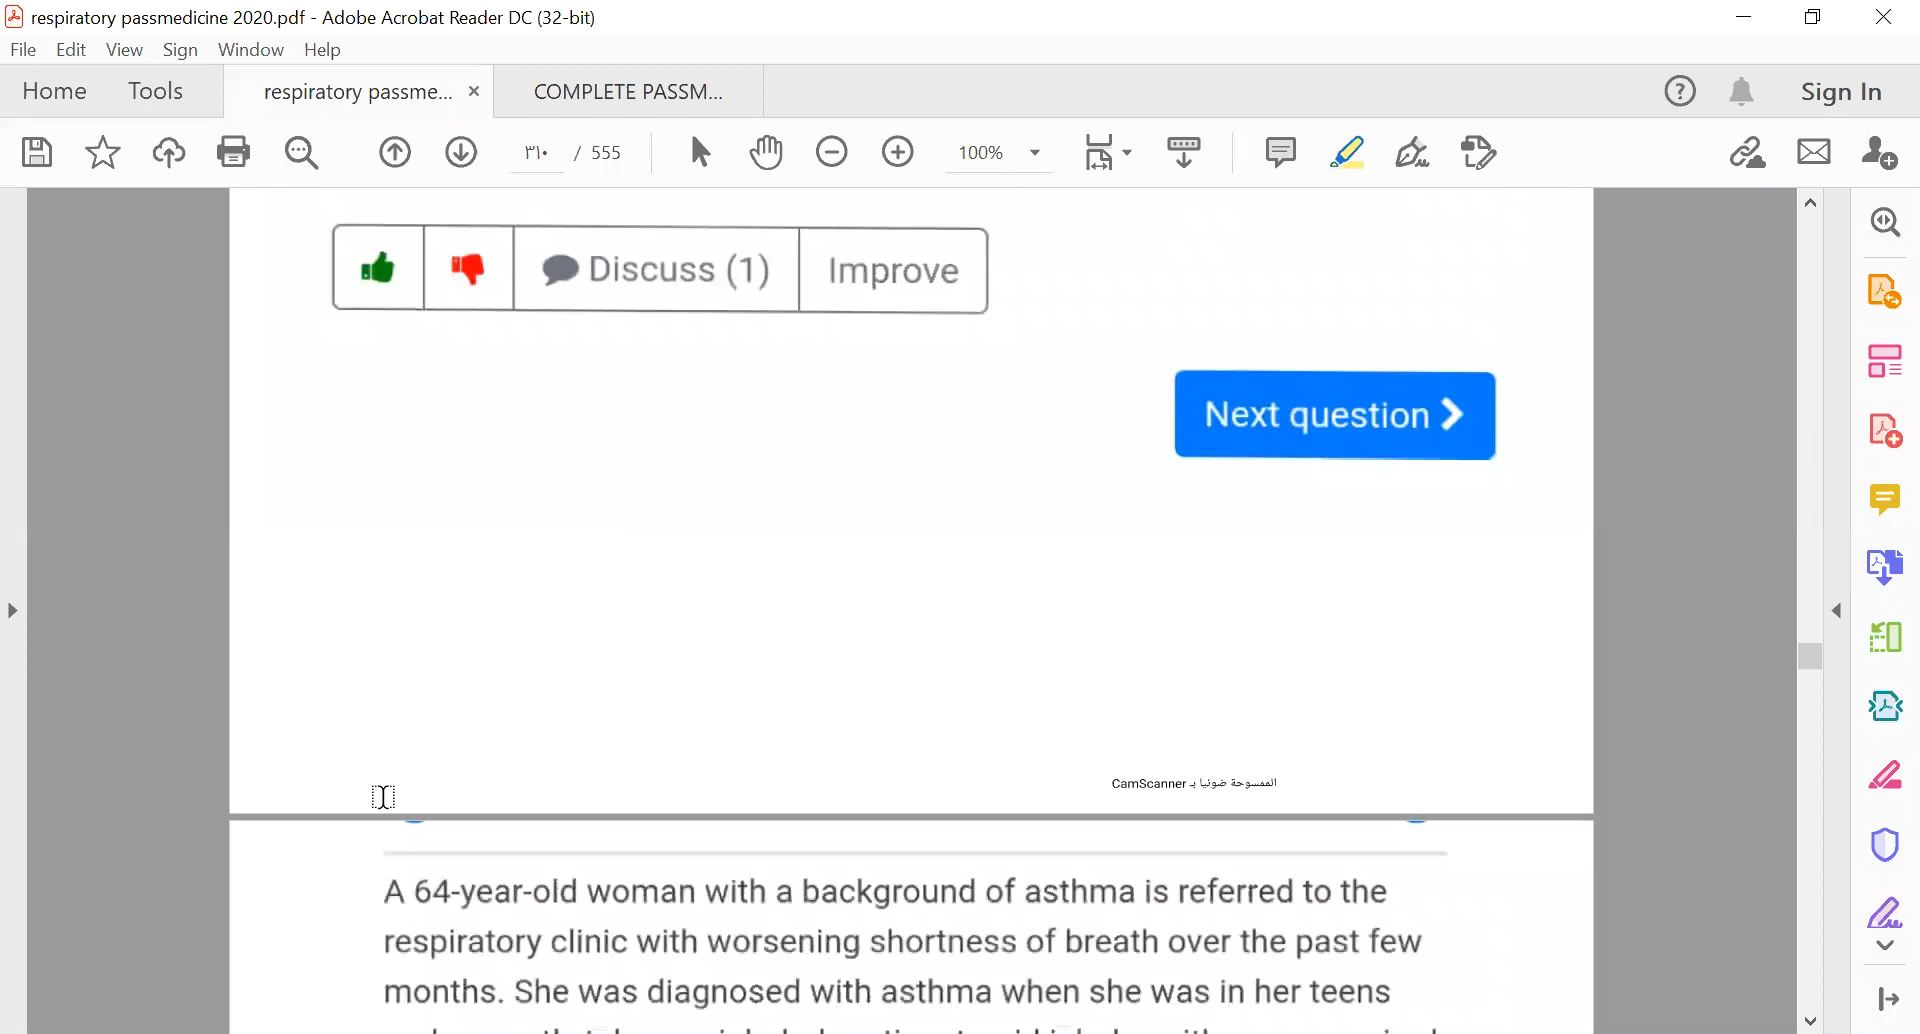 respiratory passmedicine 2020.pdf - Adobe Acrobat Reader DC (32-bit)
File Edit View Sign Window Help
Home Tools respiratory passme... × COMPLETE PASSM... Sign In
٣١٠ / 555 100%
Discuss (1) Improve
Next question
الممسوحة ضوئيا بـ CamScanner
A 64-year-old woman with a background of asthma is referred to the
respiratory clinic with worsening shortness of breath over the past few
months. She was diagnosed with asthma when she was in her teens